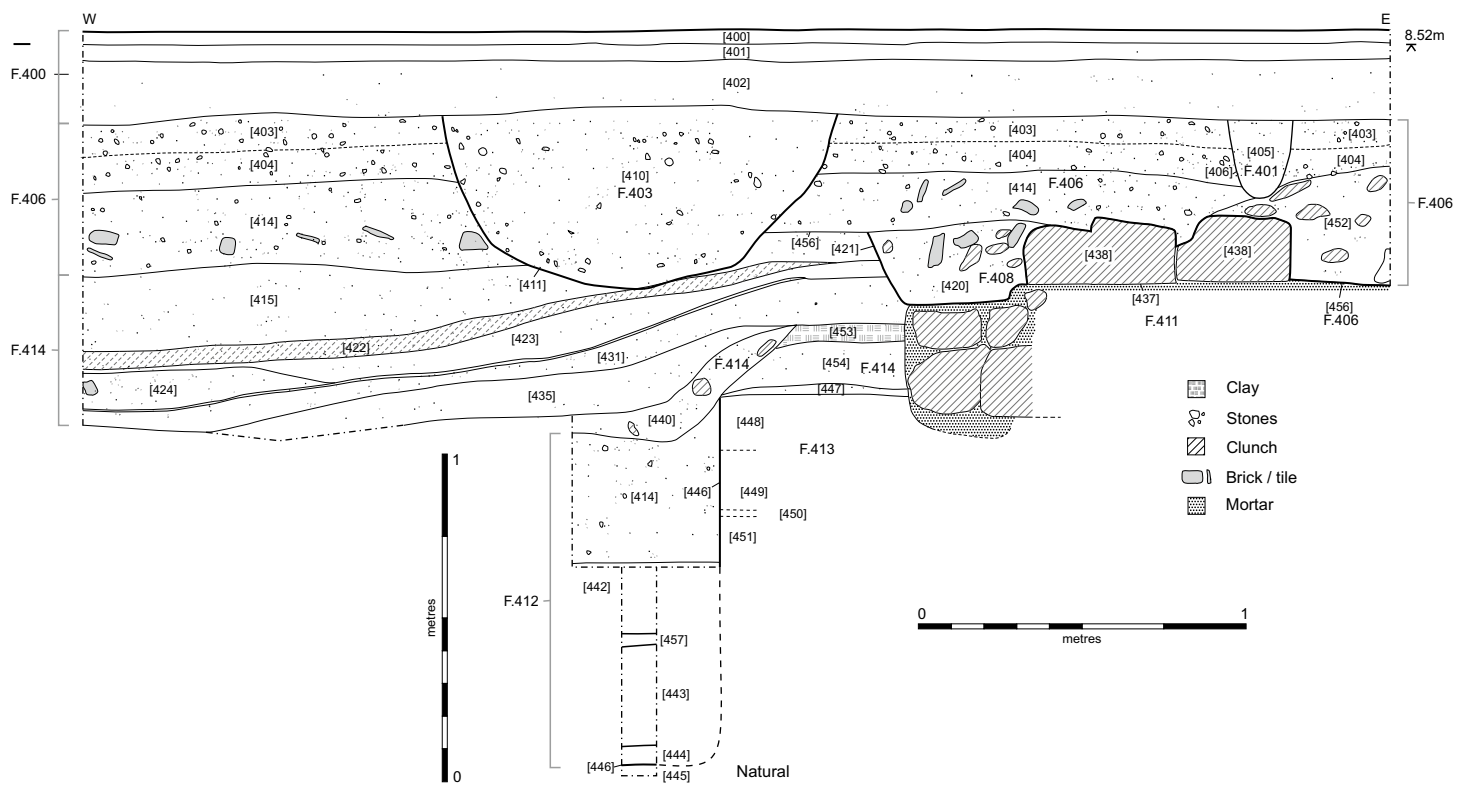 W
E
8.52m
[400]
[401]
[402]
F.400
[403]
[403]
[403]
[404]
[404]
[404]
[405]
[406]
F.401
[410]
F.403
[414]
[414]
F.406
F.406
F.406
[452]
[456]
[421]
[438]
[438]
[411]
[420]
F.408
[415]
[437]
[456]
F.406
F.411
[422]
[423]
[453]
[431]
F.414
[454]
F.414
F.414
[424]
[435]
[447]
[440]
[448]
F.413
[414]
[446]
[449]
[450]
[451]
Clay
Stones
Clunch
Brick / tile
Mortar
1
metres
0
0
1
metres
F.412
[442]
[457]
[443]
[444]
[446]
[445]
Natural